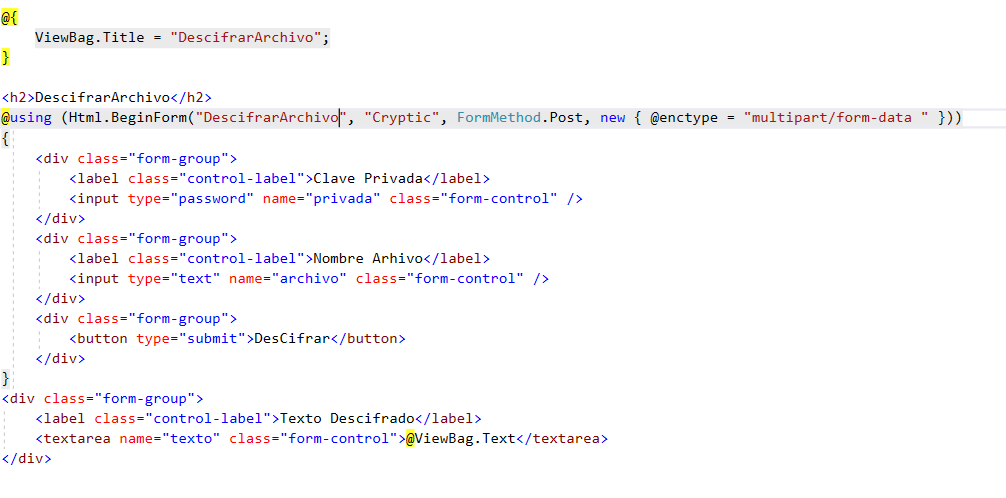 @{
    ViewBag.Title = "DescifrarArchivo";
}

<h2>DescifrarArchivo</h2>
@using (Html.BeginForm("DescifrarArchivo", "Cryptic", FormMethod.Post, new { @enctype = "multipart/form-data " }))
{
    <div class="form-group">
        <label class="control-label">Clave Privada</label>
        <input type="password" name="privada" class="form-control" />
    </div>
    <div class="form-group">
        <label class="control-label">Nombre Arhivo</label>
        <input type="text" name="archivo" class="form-control" />
    </div>
    <div class="form-group">
        <button type="submit">DesCifrar</button>
    </div>
}
<div class="form-group">
    <label class="control-label">Texto Descifrado</label>
    <textarea name="texto" class="form-control">@ViewBag.Text</textarea>
</div>